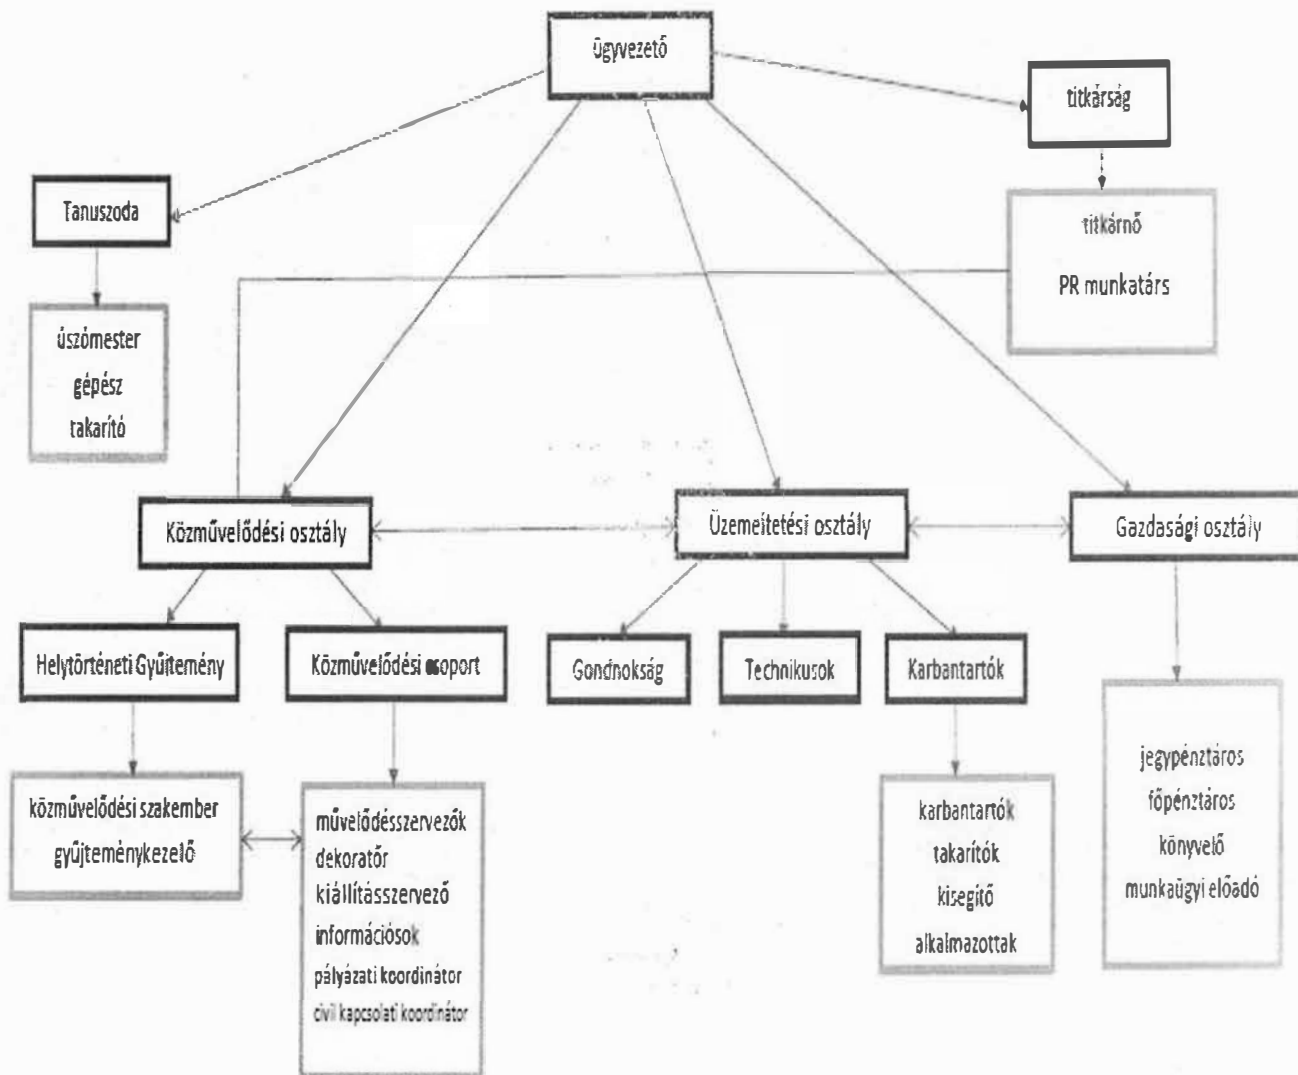 ügyvezető
titkárság
Tanuszoda
titkárnő
PR munkatárs
úszómester
gépész
takarító
Közművelődési osztály
Üzemeltetési osztály
Gazdasági osztály
Helytörténeti Gyűjtemény
Közművelődési csoport
Gondnokság
Technikusok
Karbantartók
közművelődési szakember
gyűjteménykezelő
művelődésszervezők
dekoratőr
kiállításszervező
információsok
pályázati koordinátor
civil kapcsolati koordinátor
karbantartók
takarítók
kisegítő
alkalmazottak
jegypénztáros
főpénztáros
könyvelő
munkaügyi előadó